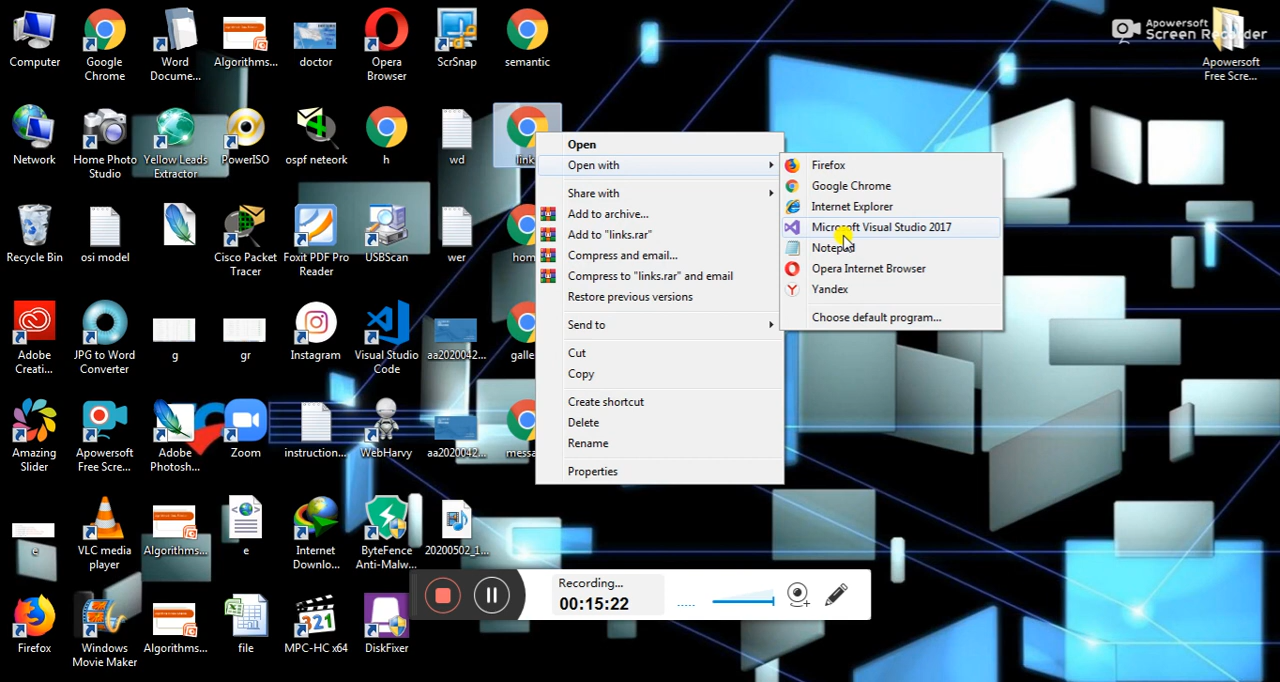 Computer
Google
Chrome
Word
Docume...
Algorithms...
doctor
Opera
Browser
ScrSnap
semantic
Apowersoft
Screen Recorder
Apowersoft
Free Scre...
Network
Home Photo
Studio
Yellow Leads
Extractor
PowerISO
ospf neteork
h
wd
link
Recycle Bin
osi model
Cisco Packet
Tracer
Foxit PDF Pro
Reader
USBScan
wer
hom
Adobe
Creati...
JPG to Word
Converter
g
gr
Instagram
Visual Studio
Code
aa2020042...
galle
Amazing
Slider
Apowersoft
Free Scre...
Adobe
Photosh...
Zoom
instruction...
WebHarvy
aa2020042...
messa
e
VLC media
player
Algorithms...
e
Internet
Downlo...
ByteFence
Anti-Malw...
20200502_1...
Firefox
Windows
Movie Maker
Algorithms...
file
MPC-HC x64
DiskFixer
Open
Open with
Share with
Add to archive...
Add to "links.rar"
Compress and email...
Compress to "links.rar" and email
Restore previous versions
Send to
Cut
Copy
Create shortcut
Delete
Rename
Properties
Firefox
Google Chrome
Internet Explorer
Microsoft Visual Studio 2017
Notepad
Opera Internet Browser
Yandex
Choose default program...
Recording...
00:15:22